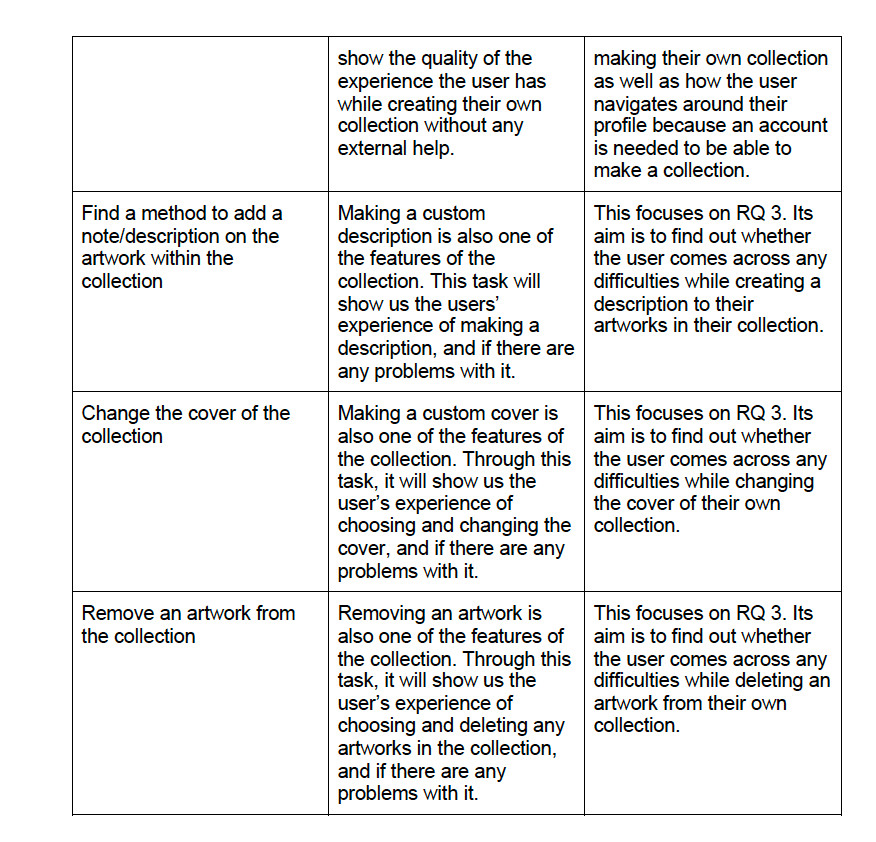 show the quality of the
experience the user has
while creating their own
collection without any
external help.
making their own collection
as well as how the user
navigates around their
profile because an account
is needed to be able to
make a collection.
Find a method to add a
note/description on the
artwork within the
collection
Making a custom
description is also one of
the features of the
collection. This task will
show us the users’
experience of making a
description, and if there are
any problems with it.
This focuses on RQ 3. Its
aim is to find out whether
the user comes across any
difficulties while creating a
description to their
artworks in their collection.
Change the cover of the
collection
Making a custom cover is
also one of the features of
the collection. Through this
task, it will show us the
user’s experience of
choosing and changing the
cover, and if there are any
problems with it.
This focuses on RQ 3. Its
aim is to find out whether
the user comes across any
difficulties while changing
the cover of their own
collection.
Remove an artwork from
the collection
Removing an artwork is
also one of the features of
the collection. Through this
task, it will show us the
user’s experience of
choosing and deleting any
artworks in the collection,
and if there are any
problems with it.
This focuses on RQ 3. Its
aim is to find out whether
the user comes across any
difficulties while deleting an
artwork from their own
collection.